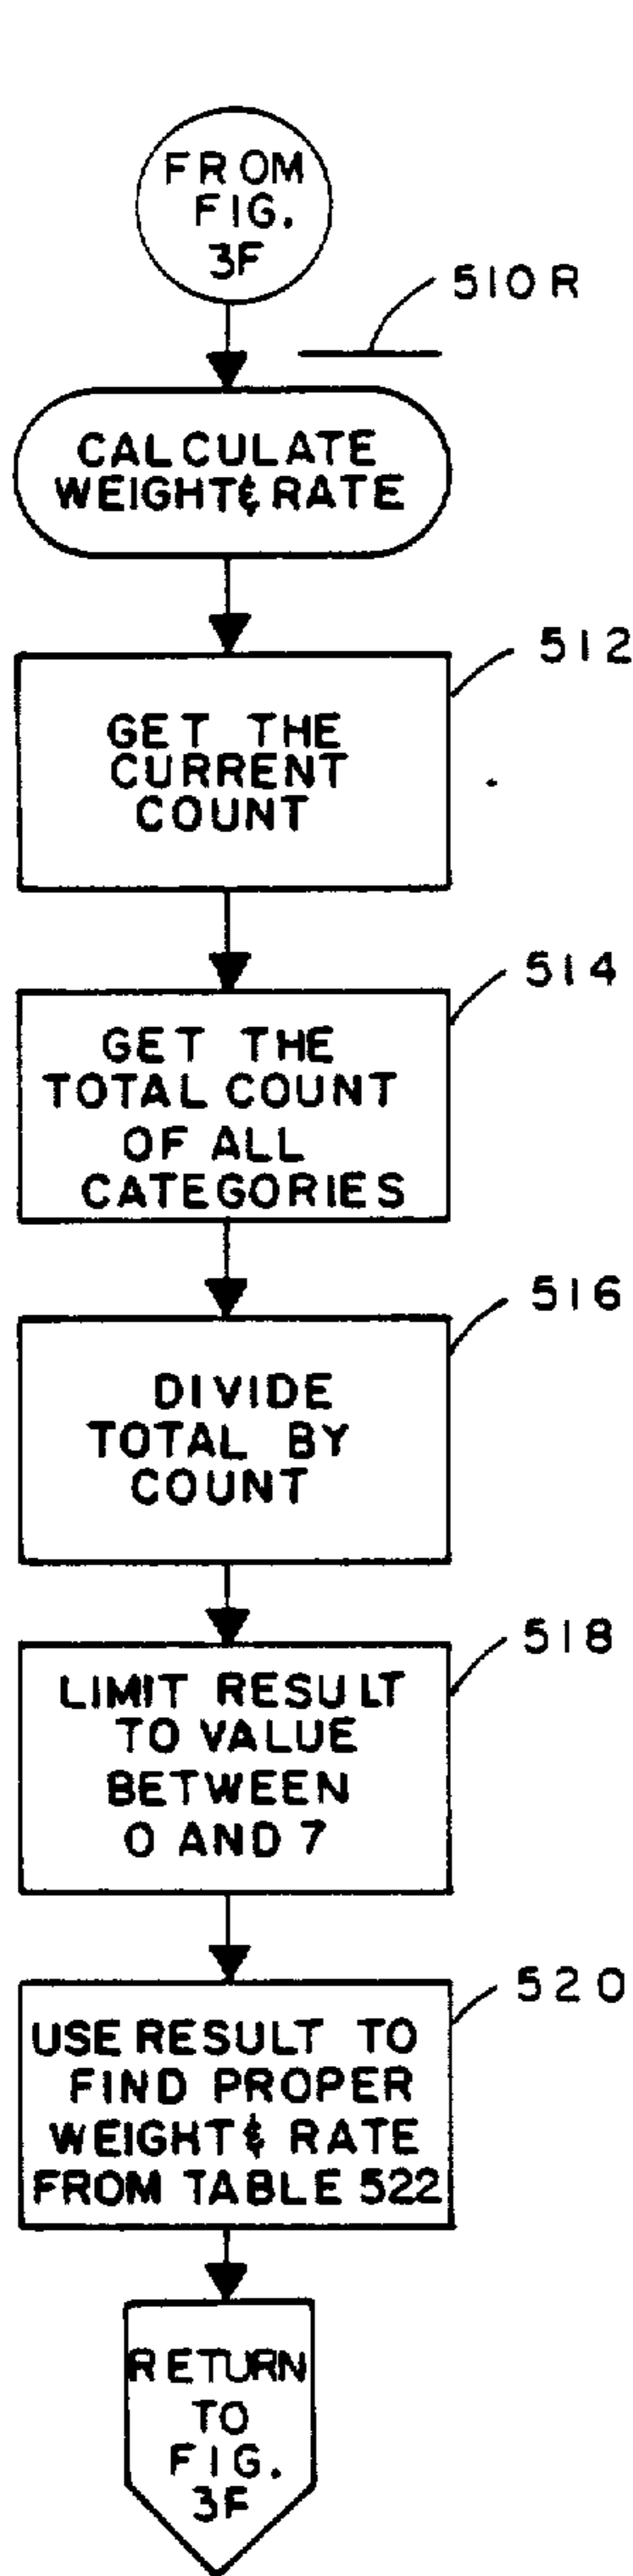 FROM
FIG.
3F
510R
CALCULATE
WEIGHT & RATE
512
GET THE
CURRENT
COUNT
514
GET THE
TOTAL COUNT
OF ALL
CATEGORIES
516
DIVIDE
TOTAL BY
COUNT
518
LIMIT RESULT
TO VALUE
BETWEEN
0 AND 7
520
USE RESULT TO
FIND PROPER
WEIGHT & RATE
FROM TABLE 522
RETURN
TO
FIG.
3F